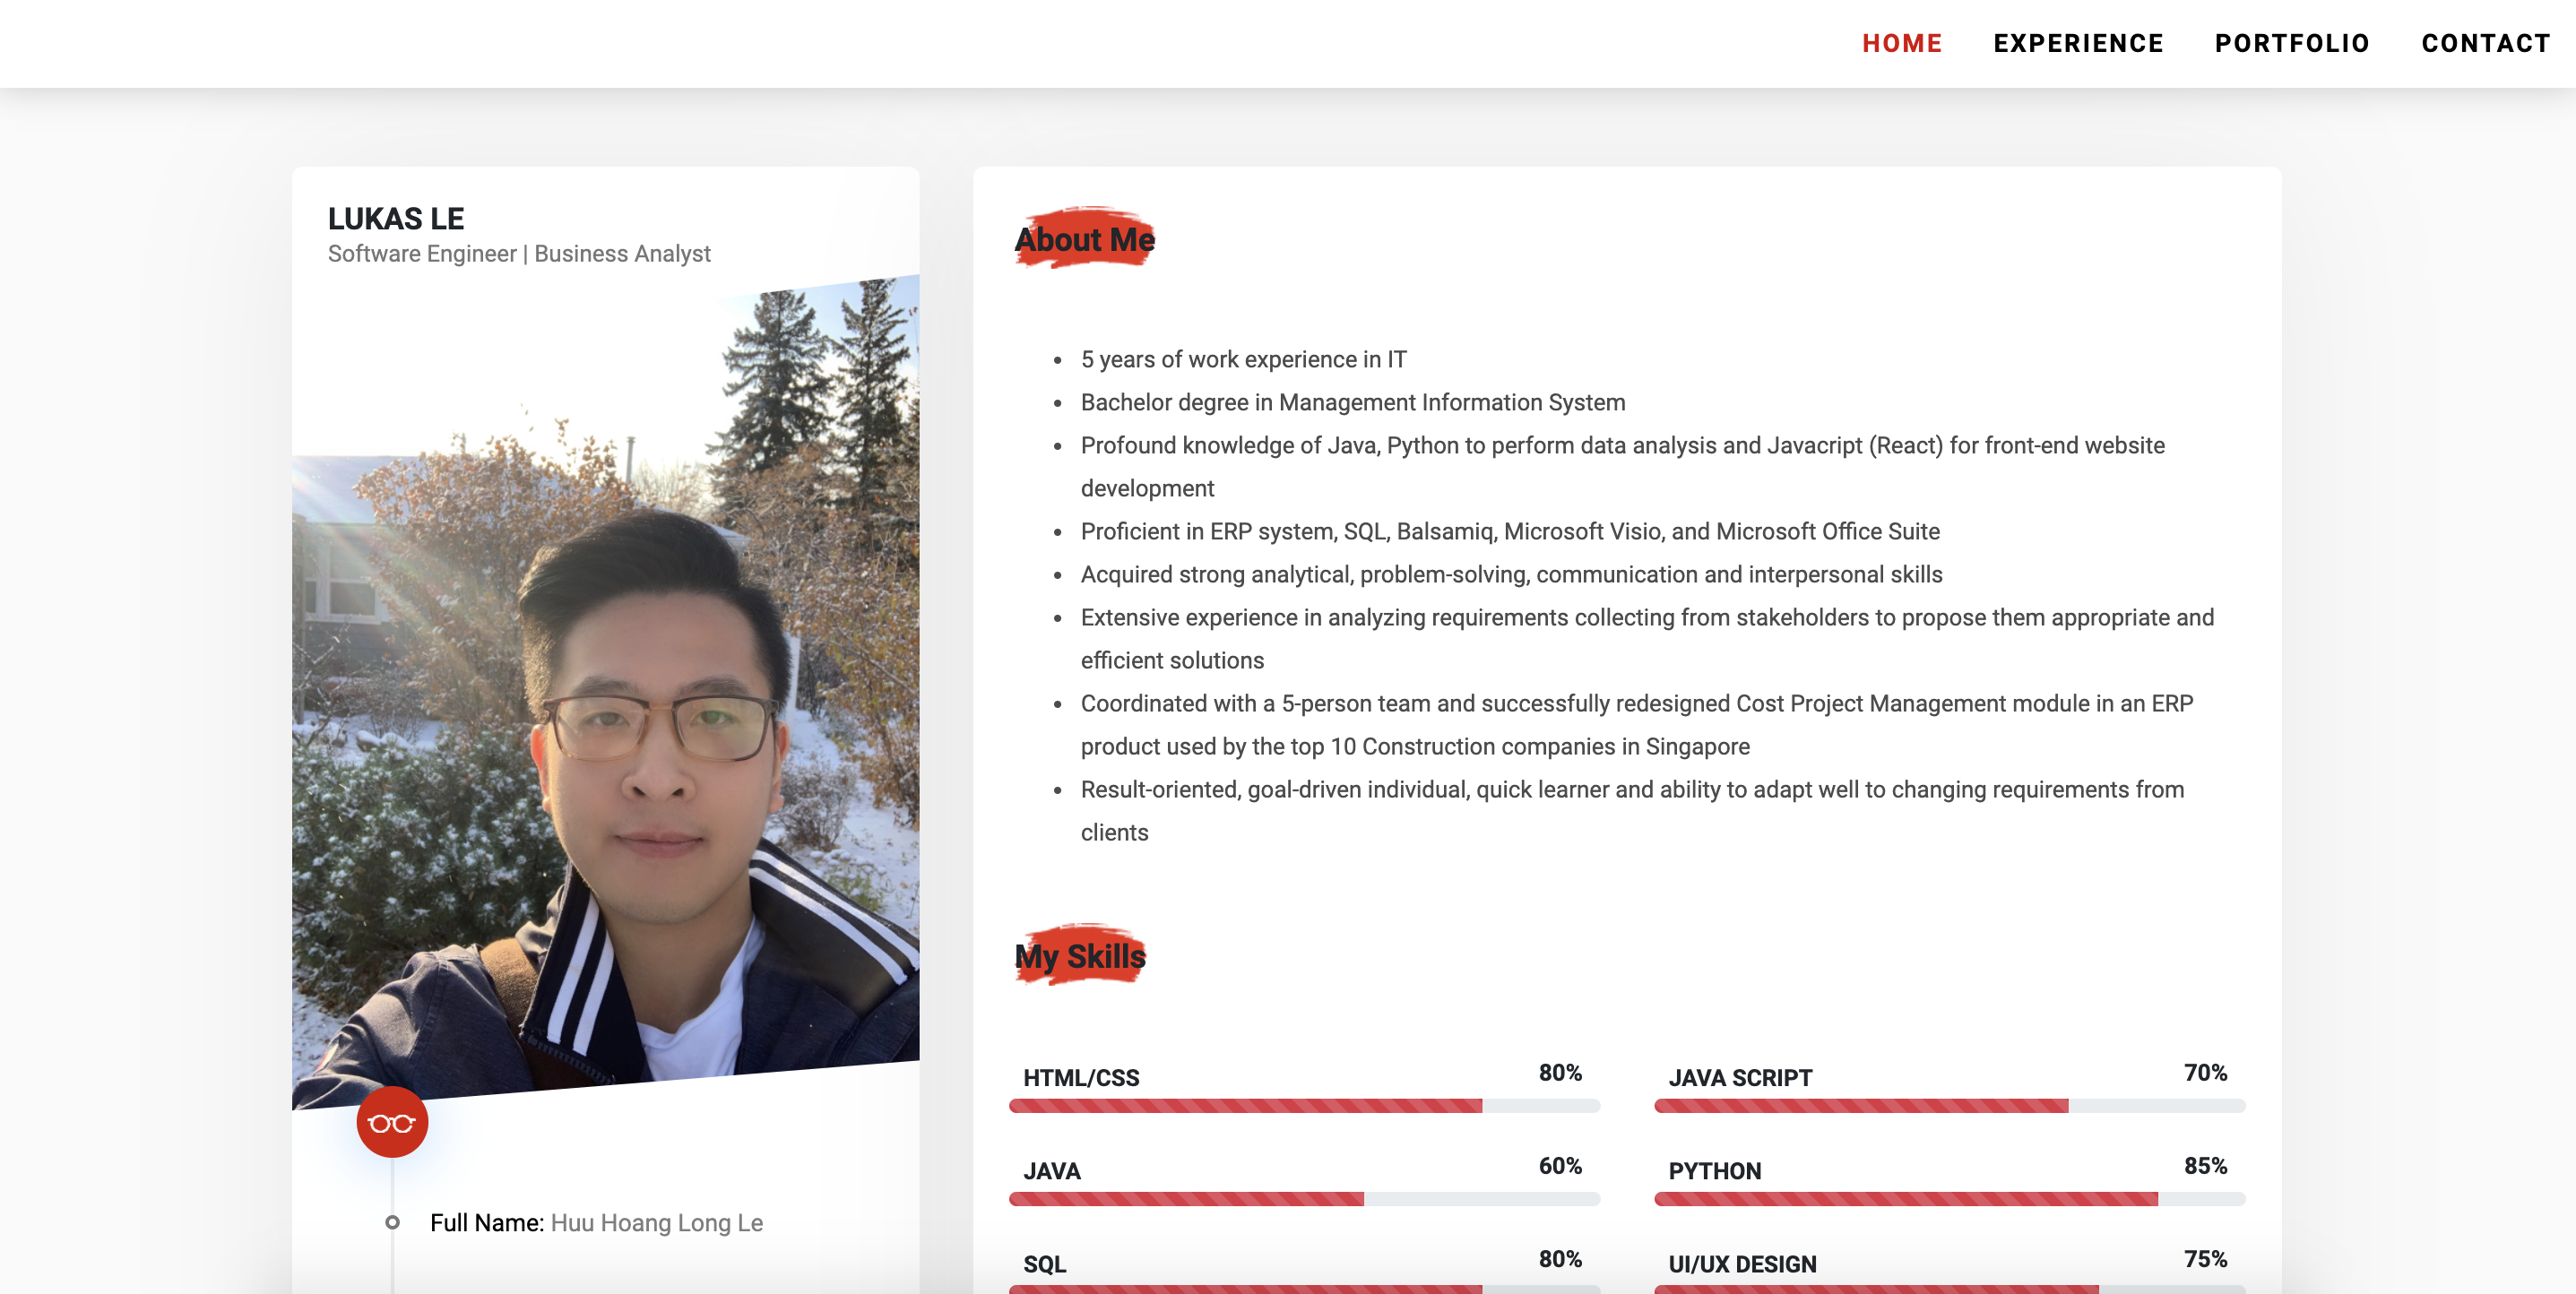 HOME EXPERIENCE PORTFOLIO CONTACT
LUKAS LE
Software Engineer | Business Analyst
Full Name: Huu Hoang Long Le
About Me
5 years of work experience in IT
Bachelor degree in Management Information System
Profound knowledge of Java, Python to perform data analysis and Javacript (React) for front-end website
development
Proficient in ERP system, SQL, Balsamiq, Microsoft Visio, and Microsoft Office Suite
Acquired strong analytical, problem-solving, communication and interpersonal skills
Extensive experience in analyzing requirements collecting from stakeholders to propose them appropriate and
efficient solutions
Coordinated with a 5-person team and successfully redesigned Cost Project Management module in an ERP
product used by the top 10 Construction companies in Singapore
Result-oriented, goal-driven individual, quick learner and ability to adapt well to changing requirements from
clients
My Skills
HTML/CSS 80%
JAVA SCRIPT 70%
JAVA 60%
PYTHON 85%
SQL 80%
UI/UX DESIGN 75%